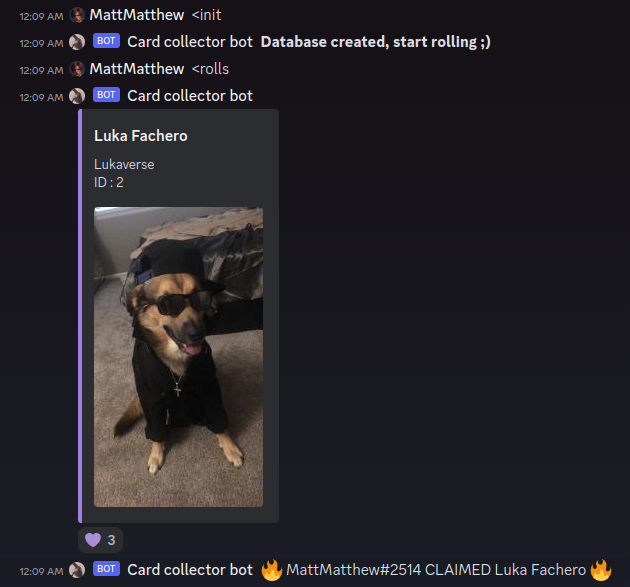 12:09 AM MattMatthew <init
12:09 AM BOT Card collector bot Database created, start rolling ;)
12:09 AM MattMatthew <rolls
12:09 AM BOT Card collector bot
Luka Fachero
Lukaverse
ID : 2
3
12:09 AM BOT Card collector bot 🔥 MattMatthew#2514 CLAIMED Luka Fachero 🔥